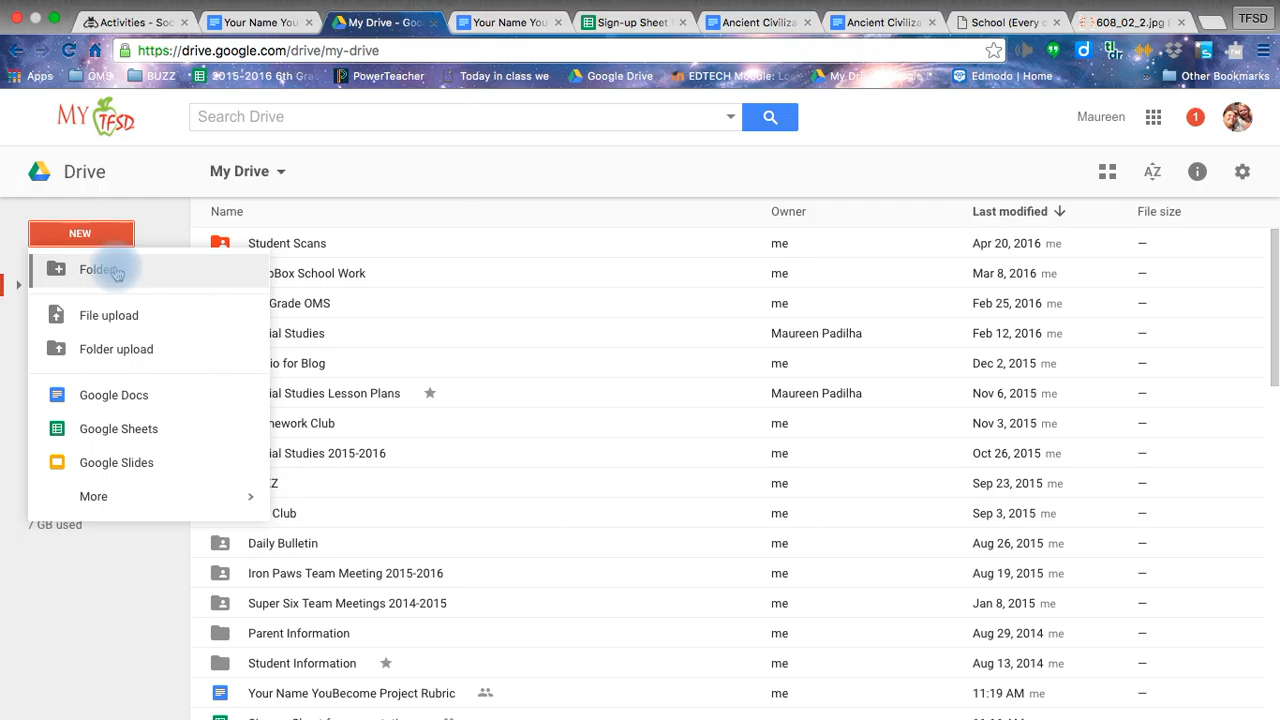 Activities - Soc
Your Name You
My Drive - Goo
Your Name You
Sign-up Sheet
Ancient Civiliza
Ancient Civiliza
School (Every
608_02_2.jpg
TFSD
https://drive.google.com/drive/my-drive
Apps OMS BUZZ 2015-2016 6th Gra PowerTeacher Today in class we Google Drive EDTECH Moodle: Lo My Drive Edmodo | Home » Other Bookmarks
MY TFSD Search Drive Maureen 1
Drive My Drive AZ
NEW
Name Owner Last modified File size
Folder
File upload
Folder upload
Google Docs
Google Sheets
Google Slides
More
7 GB used
Student Scans me Apr 20, 2016 me —
Box School Work me Mar 8, 2016 me —
Grade OMS me Feb 25, 2016 me —
ial Studies Maureen Padilha Feb 12, 2016 me —
io for Blog me Dec 2, 2015 me —
ial Studies Lesson Plans Maureen Padilha Nov 6, 2015 me —
ework Club me Nov 3, 2015 me —
ial Studies 2015-2016 me Oct 26, 2015 me —
Z me Sep 23, 2015 me —
Club me Sep 3, 2015 me —
Daily Bulletin me Aug 26, 2015 me —
Iron Paws Team Meeting 2015-2016 me Aug 19, 2015 me —
Super Six Team Meetings 2014-2015 me Jan 8, 2015 me —
Parent Information me Aug 29, 2014 me —
Student Information me Aug 13, 2014 me —
Your Name YouBecome Project Rubric me 11:19 AM me —